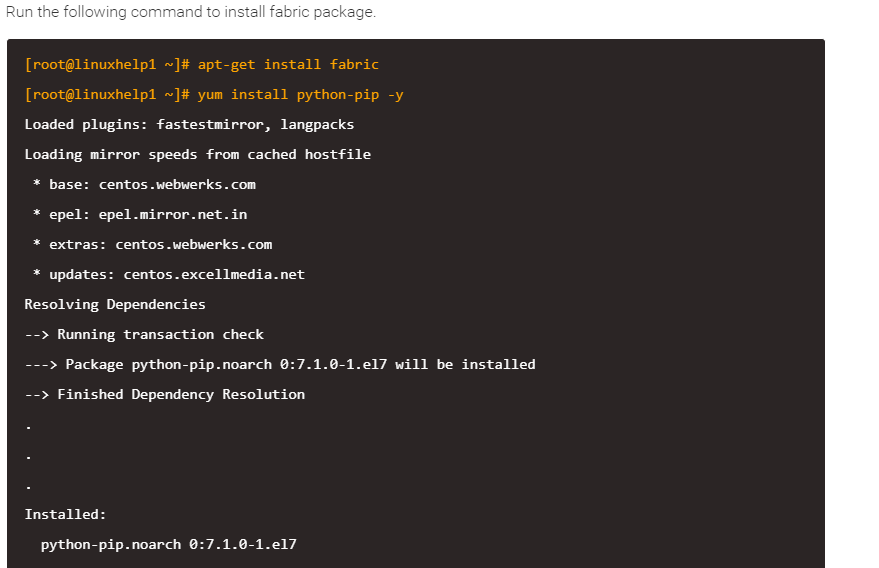 Run the following command to install fabric package.
[root@linuxhelp1 ~]# apt-get install fabric
[root@linuxhelp1 ~]# yum install python-pip -y
Loaded plugins: fastestmirror, langpacks
Loading mirror speeds from cached hostfile
 * base: centos.webwerks.com
 * epel: epel.mirror.net.in
 * extras: centos.webwerks.com
 * updates: centos.excellmedia.net
Resolving Dependencies
--> Running transaction check
---> Package python-pip.noarch 0:7.1.0-1.el7 will be installed
--> Finished Dependency Resolution
.
.
.
Installed:
  python-pip.noarch 0:7.1.0-1.el7